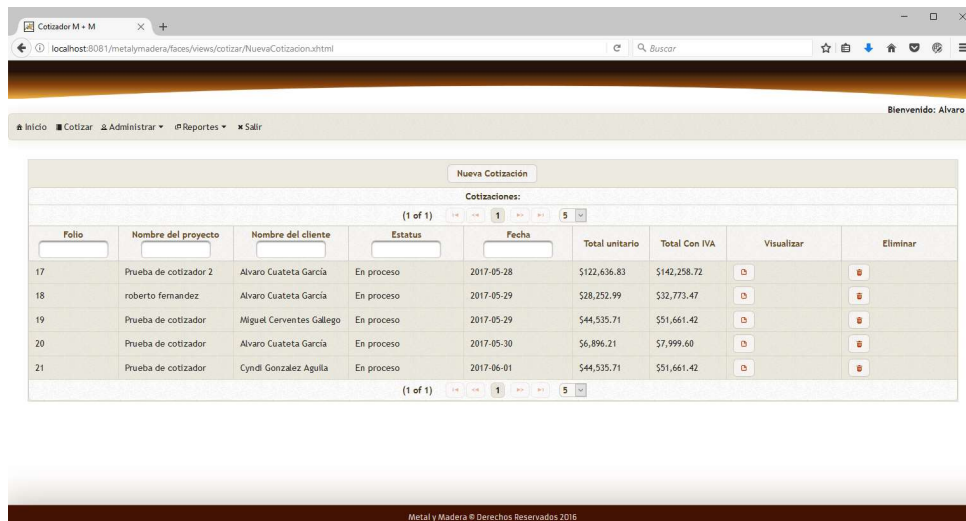 Cotizador M + M
localhost:8081/metalymadera/faces/views/cotizar/NuevaCotizacion.xhtml
Buscar
Bienvenido: Alvaro
Inicio Cotizar Administrar Reportes Salir
Nueva Cotización
Cotizaciones:
(1 of 1) 1 5
Folio Nombre del proyecto Nombre del cliente Estatus Fecha Total unitario Total Con IVA Visualizar Eliminar
17 Prueba de cotizador 2 Alvaro Cuateta García En proceso 2017-05-28 $122,636.83 $142,258.72
18 roberto fernandez Alvaro Cuateta García En proceso 2017-05-29 $28,252.99 $32,773.47
19 Prueba de cotizador Miguel Cerventes Gallego En proceso 2017-05-29 $44,535.71 $51,661.42
20 Prueba de cotizador Alvaro Cuateta García En proceso 2017-05-30 $6,896.21 $7,999.60
21 Prueba de cotizador Cyndi Gonzalez Aguila En proceso 2017-06-01 $44,535.71 $51,661.42
(1 of 1) 1 5
Metal y Madera © Derechos Reservados 2016